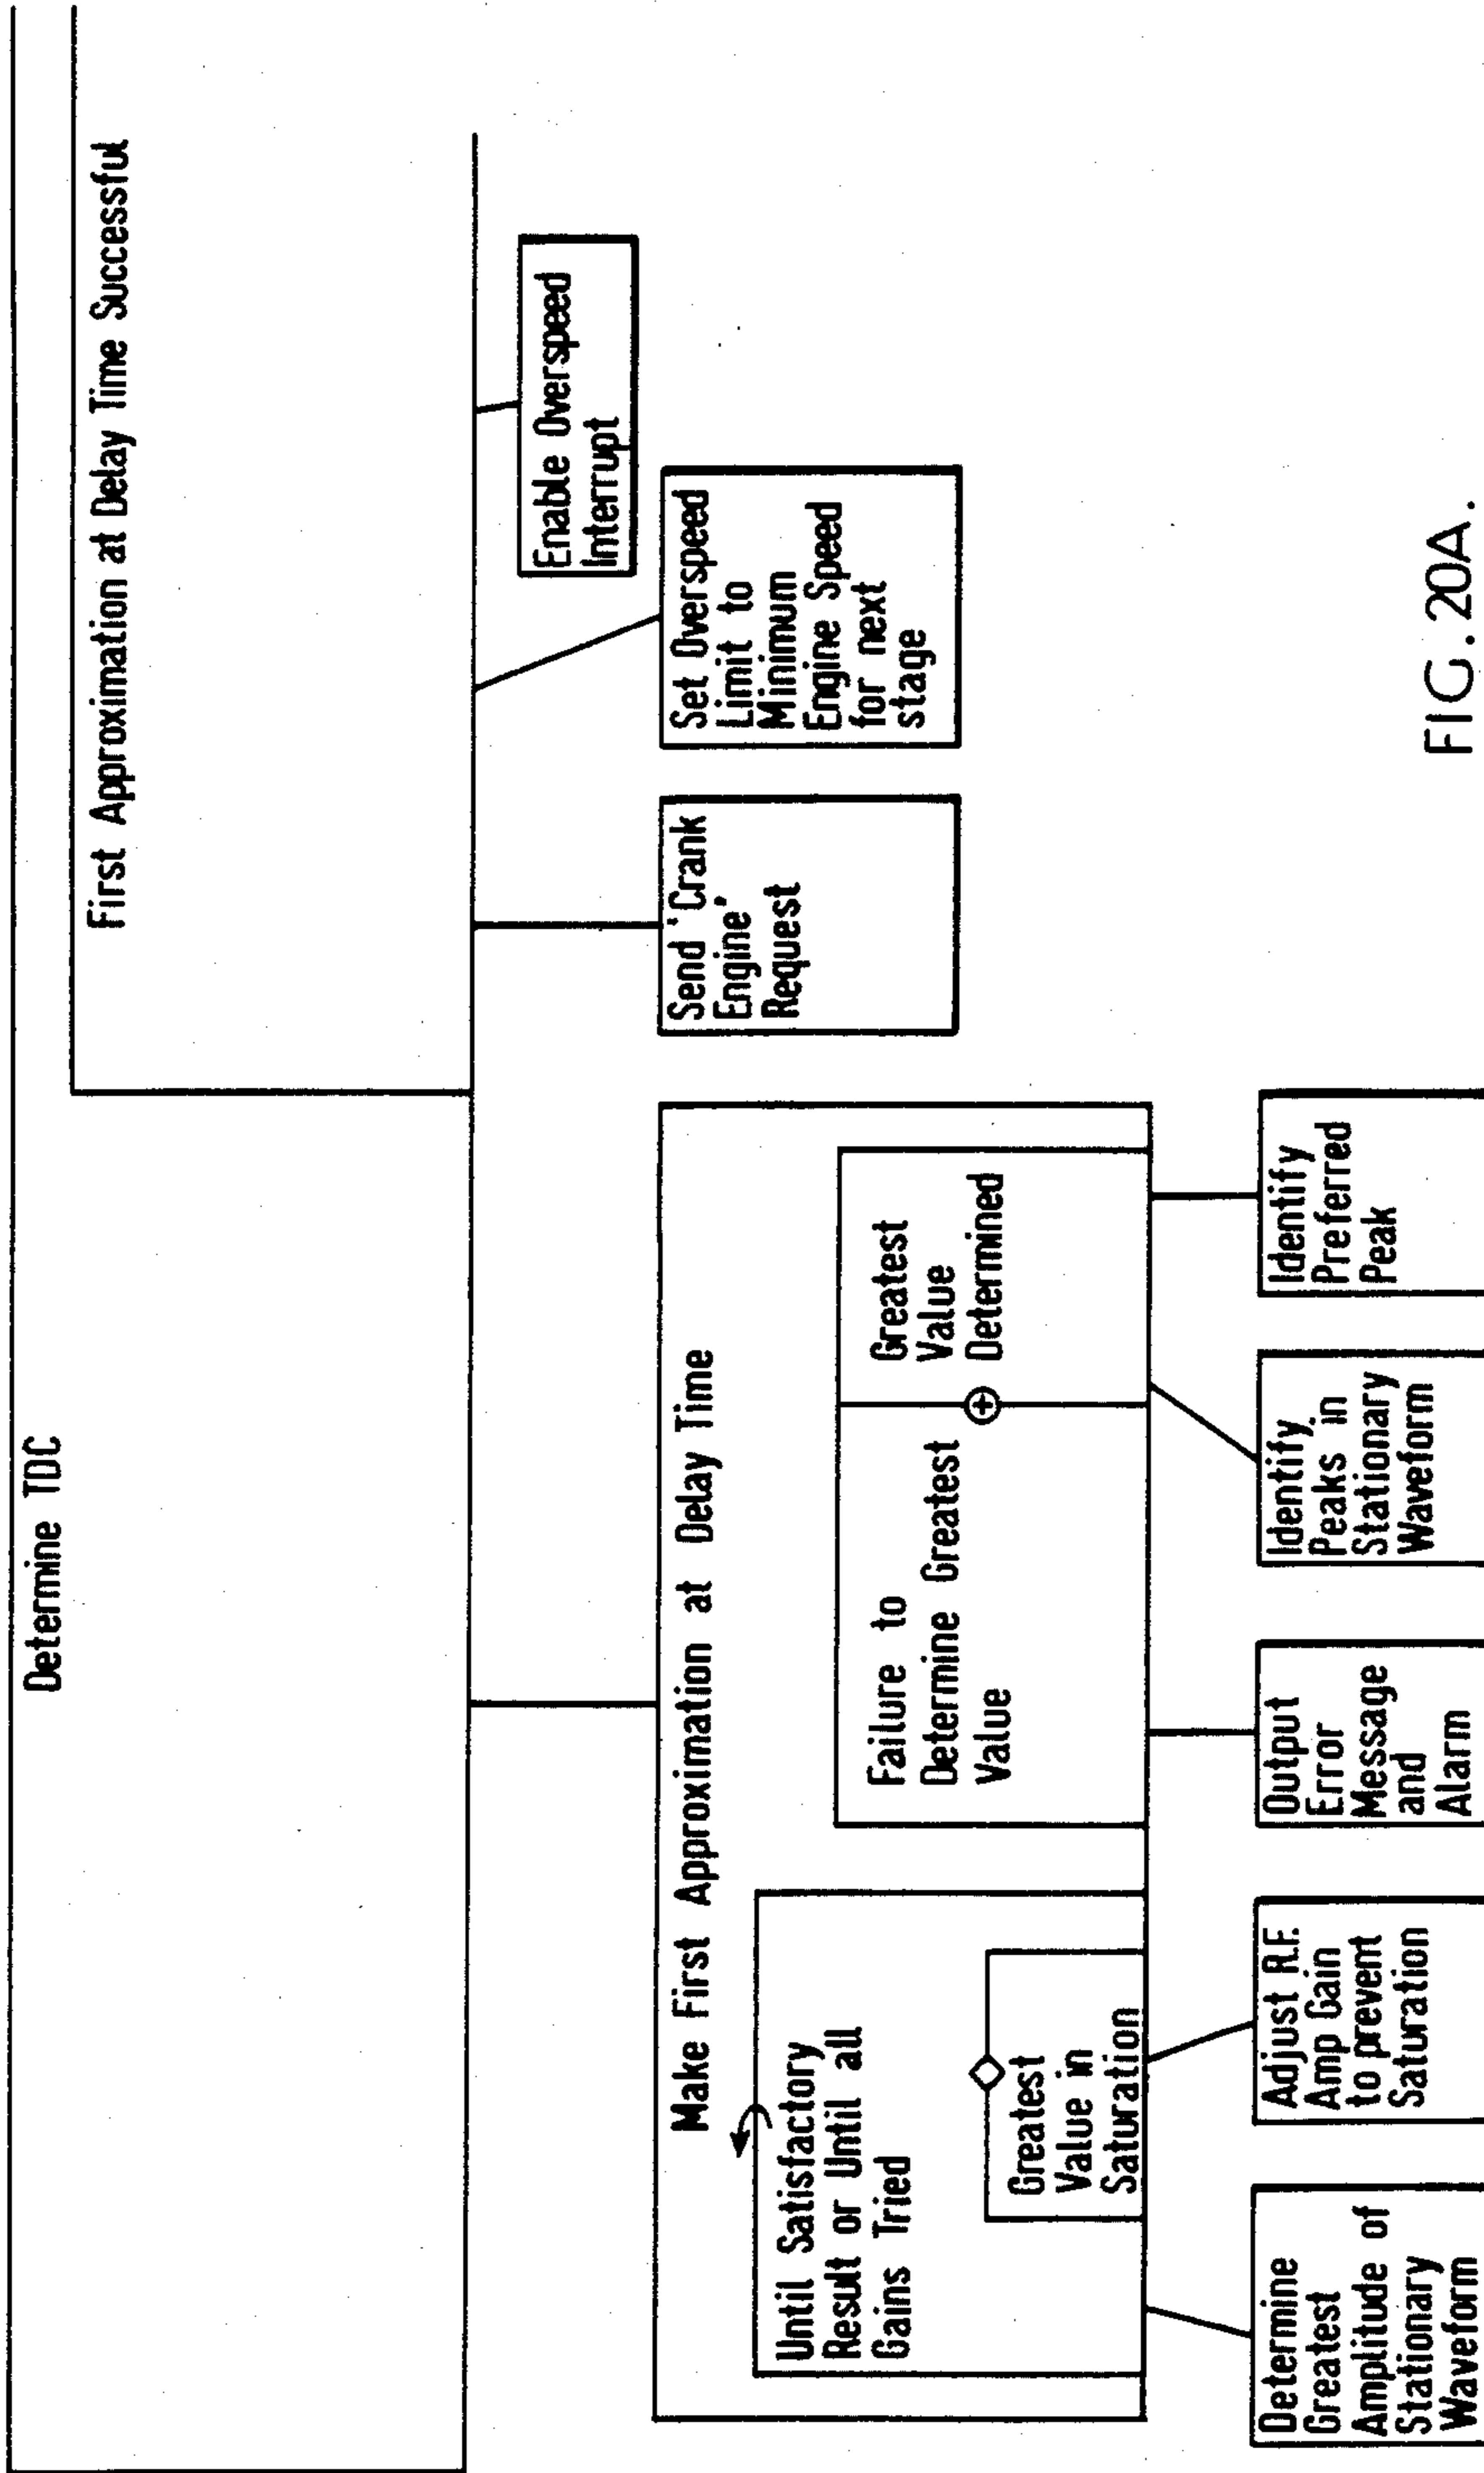 Determine TDC
First Approximation at Delay Time Successful
Enable Overspeed
Interrupt
Make First Approximation at Delay Time
Send 'Crank
Engine'
Request
Set Overspeed
Limit to
Minimum
Engine Speed
for next
stage
Until Satisfactory
Result or Until all
Gains Tried
Greatest
Value in
Saturation
Failure to
Determine Greatest
Value
Greatest
Value
Determined
Determine
Greatest
Amplitude of
Stationary
Waveform
Adjust R.F.
Amp Gain
to prevent
Saturation
Output
Error
Message
and
Alarm
Identify
Peaks in
Stationary
Waveform
Identify
Preferred
Peak
FIG. 20A.